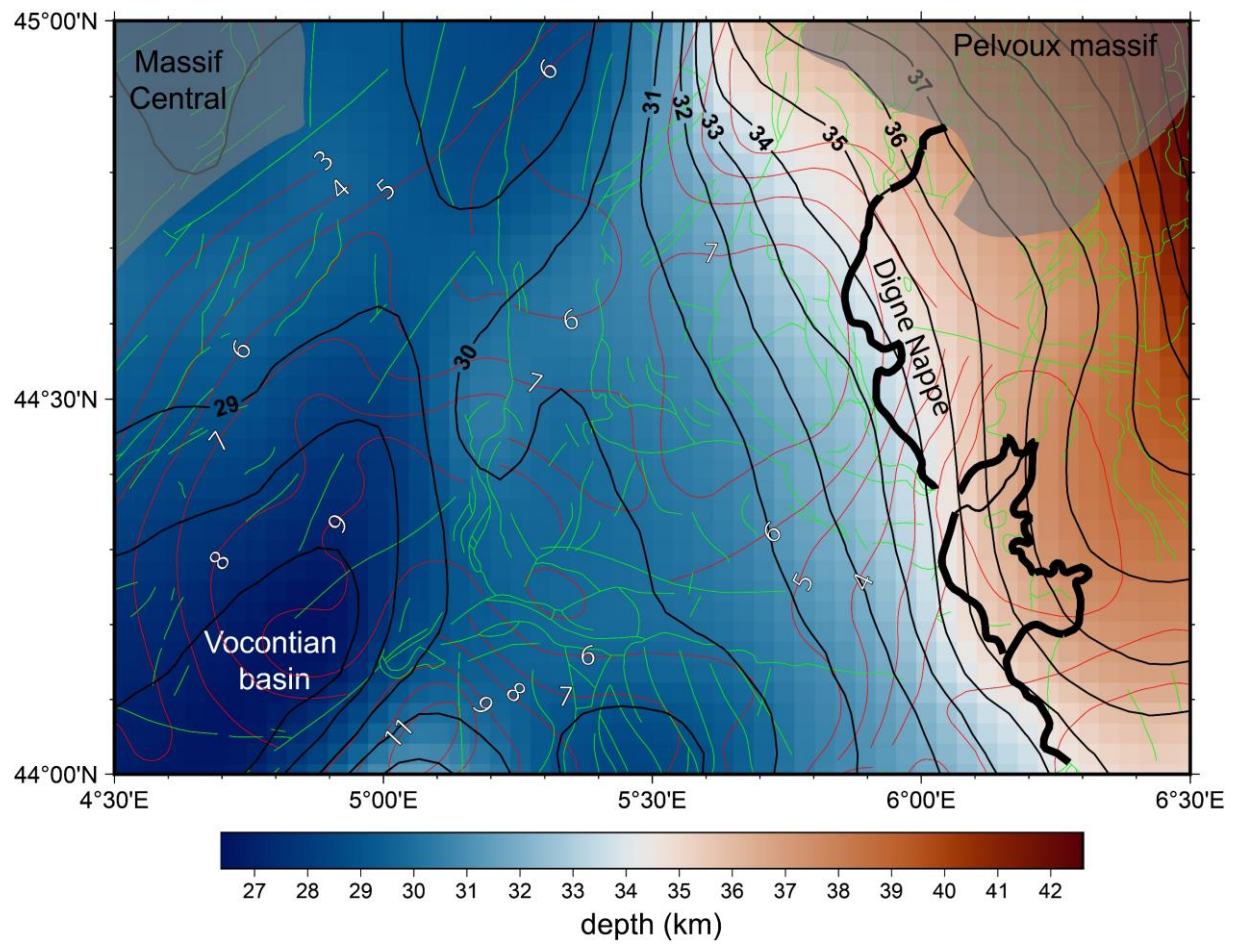 45°00'N
Massif
Central
Pelvoux massif
6
31
32
33
34
35
36
37
3
4
5
7
Digne Nappe
6
6
30
7
29
7
44°30'N
9
8
6
5
4
Vocontian
basin
6
7
8
9
11
44°00'N
4°30'E
5°00'E
5°30'E
6°00'E
6°30'E
27 28 29 30 31 32 33 34 35 36 37 38 39 40 41 42
depth (km)